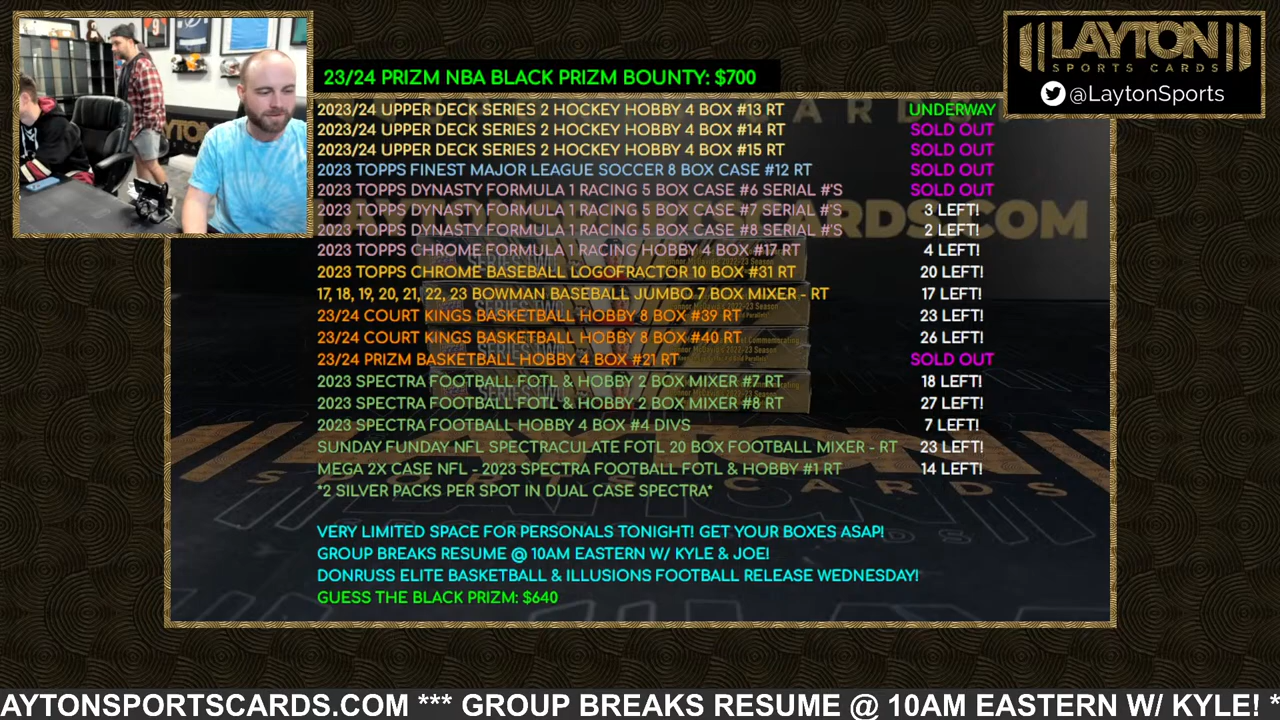 LAYTON
SPORTS CARDS
@LaytonSports
23/24 PRIZM NBA BLACK PRIZM BOUNTY: $700
2023/24 UPPER DECK SERIES 2 HOCKEY HOBBY 4 BOX #13 RT UNDERWAY
2023/24 UPPER DECK SERIES 2 HOCKEY HOBBY 4 BOX #14 RT SOLD OUT
2023/24 UPPER DECK SERIES 2 HOCKEY HOBBY 4 BOX #15 RT SOLD OUT
2023 TOPPS FINEST MAJOR LEAGUE SOCCER 8 BOX CASE #12 RT SOLD OUT
2023 TOPPS DYNASTY FORMULA 1 RACING 5 BOX CASE #6 SERIAL #'S SOLD OUT
2023 TOPPS DYNASTY FORMULA 1 RACING 5 BOX CASE #7 SERIAL #'S 3 LEFT!
2023 TOPPS DYNASTY FORMULA 1 RACING 5 BOX CASE #8 SERIAL #'S 2 LEFT!
2023 TOPPS CHROME FORMULA 1 RACING HOBBY 4 BOX #17 RT 4 LEFT!
2023 TOPPS CHROME BASEBALL LOGOFRACTOR 10 BOX #31 RT 20 LEFT!
17, 18, 19, 20, 21, 22, 23 BOWMAN BASEBALL JUMBO 7 BOX MIXER - RT 17 LEFT!
23/24 COURT KINGS BASKETBALL HOBBY 8 BOX #39 RT 23 LEFT!
23/24 COURT KINGS BASKETBALL HOBBY 8 BOX #40 RT 26 LEFT!
23/24 PRIZM BASKETBALL HOBBY 4 BOX #21 RT SOLD OUT
2023 SPECTRA FOOTBALL FOTL & HOBBY 2 BOX MIXER #7 RT 18 LEFT!
2023 SPECTRA FOOTBALL FOTL & HOBBY 2 BOX MIXER #8 RT 27 LEFT!
2023 SPECTRA FOOTBALL HOBBY 4 BOX #4 DIVS 7 LEFT!
SUNDAY FUNDAY NFL SPECTRACULATE FOTL 20 BOX FOOTBALL MIXER - RT 23 LEFT!
MEGA 2X CASE NFL - 2023 SPECTRA FOOTBALL FOTL & HOBBY #1 RT 14 LEFT!
*2 SILVER PACKS PER SPOT IN DUAL CASE SPECTRA*
VERY LIMITED SPACE FOR PERSONALS TONIGHT! GET YOUR BOXES ASAP!
GROUP BREAKS RESUME @ 10AM EASTERN W/ KYLE & JOE!
DONRUSS ELITE BASKETBALL & ILLUSIONS FOOTBALL RELEASE WEDNESDAY!
GUESS THE BLACK PRIZM: $640
AYTONSPORTSCARDS.COM *** GROUP BREAKS RESUME @ 10AM EASTERN W/ KYLE! *